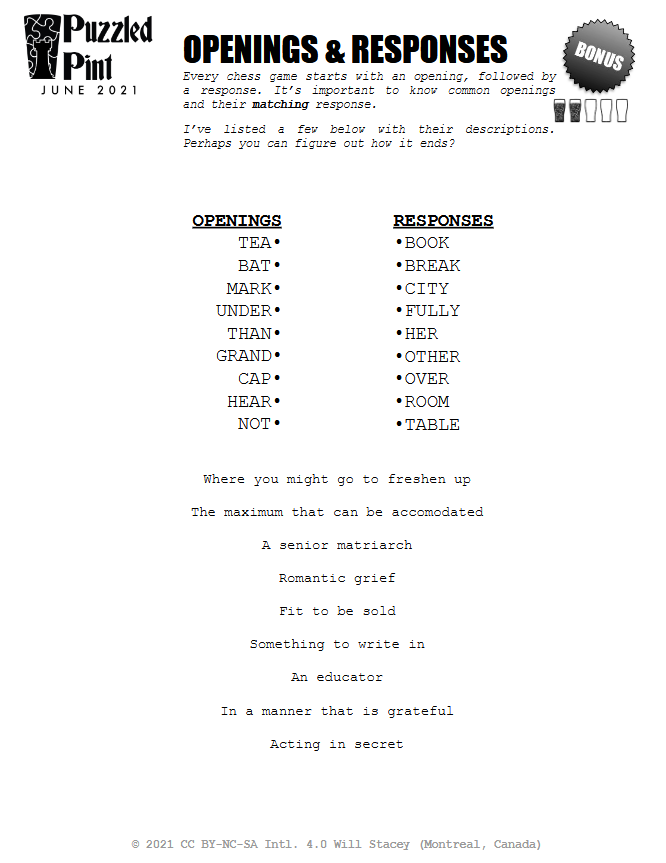 Puzzled
Pint
JUNE 2021
OPENINGS & RESPONSES
BONUS
Every chess game starts with an opening, followed by
a response. It's important to know common openings
and their matching response.
I've listed a few below with their descriptions.
Perhaps you can figure out how it ends?
OPENINGS RESPONSES
TEA• •BOOK
BAT• •BREAK
MARK• •CITY
UNDER• •FULLY
THAN• •HER
GRAND• •OTHER
CAP• •OVER
HEAR• •ROOM
NOT• •TABLE
Where you might go to freshen up
The maximum that can be accomodated
A senior matriarch
Romantic grief
Fit to be sold
Something to write in
An educator
In a manner that is grateful
Acting in secret
© 2021 CC BY-NC-SA Intl. 4.0 Will Stacey (Montreal, Canada)